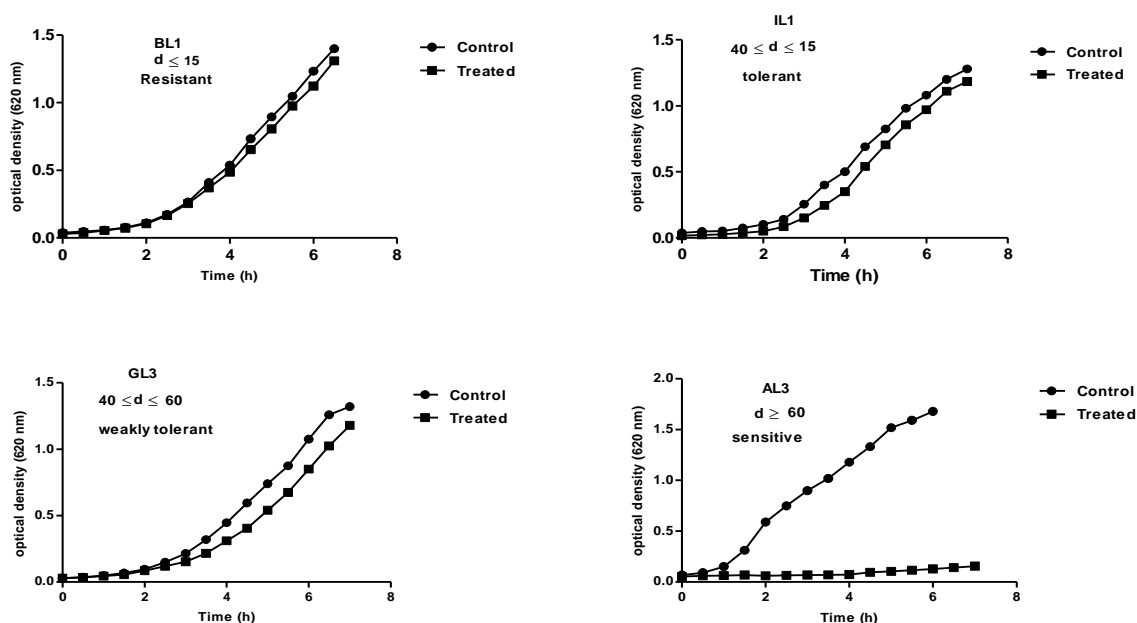 BL1
d ≤ 15
Resistant
Control
Treated
optical density (620 nm)
1.5
1.0
0.5
0.0
0 2 4 6 8
Time (h)
IL1
40 ≤ d ≤ 15
tolerant
Control
Treated
optical density (620 nm)
1.5
1.0
0.5
0.0
0 2 4 6 8
Time (h)
GL3
40 ≤ d ≤ 60
weakly tolerant
Control
Treated
optical density (620 nm)
1.5
1.0
0.5
0.0
0 2 4 6 8
Time (h)
AL3
d ≥ 60
sensitive
Control
Treated
optical density (620 nm)
2.0
1.5
1.0
0.5
0.0
0 2 4 6 8
Time (h)